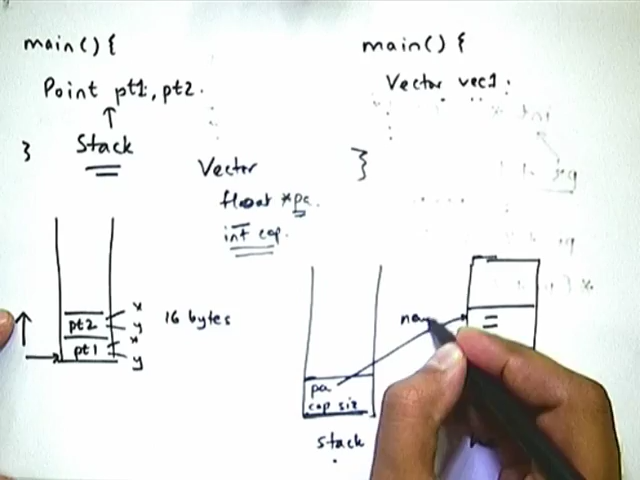 main() {
Point pt1, pt2.
Stack
}
main() {
Vector vec1.
}
Vector
float *pa.
int cap.
pt2
pt1
x
y
x
y
16 bytes
pa
cap siz
stack